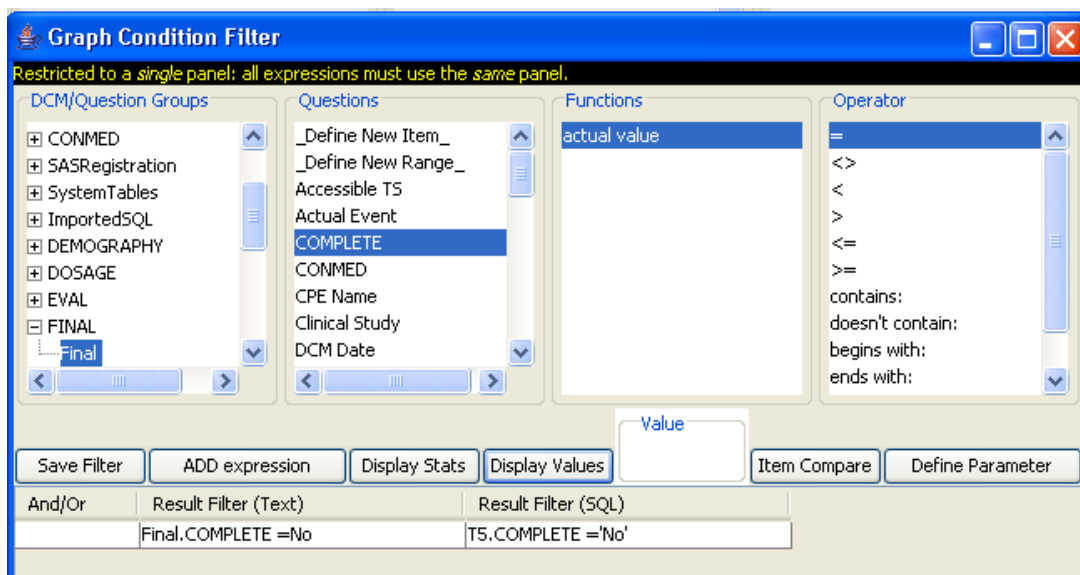 Graph Condition Filter
Restricted to a single panel: all expressions must use the same panel.
DCM/Question Groups
CONMED
SASRegistration
SystemTables
ImportedSQL
DEMOGRAPHY
DOSAGE
EVAL
FINAL
Final
Questions
_Define New Item_
_Define New Range_
Accessible TS
Actual Event
COMPLETE
CONMED
CPE Name
Clinical Study
DCM Date
Functions
actual value
Operator
=
<>
<
>
<=
>=
contains:
doesn't contain:
begins with:
ends with:
Value
Save Filter ADD expression Display Stats Display Values Item Compare Define Parameter
And/Or Result Filter (Text) Result Filter (SQL)
Final.COMPLETE =No T5.COMPLETE ='No'